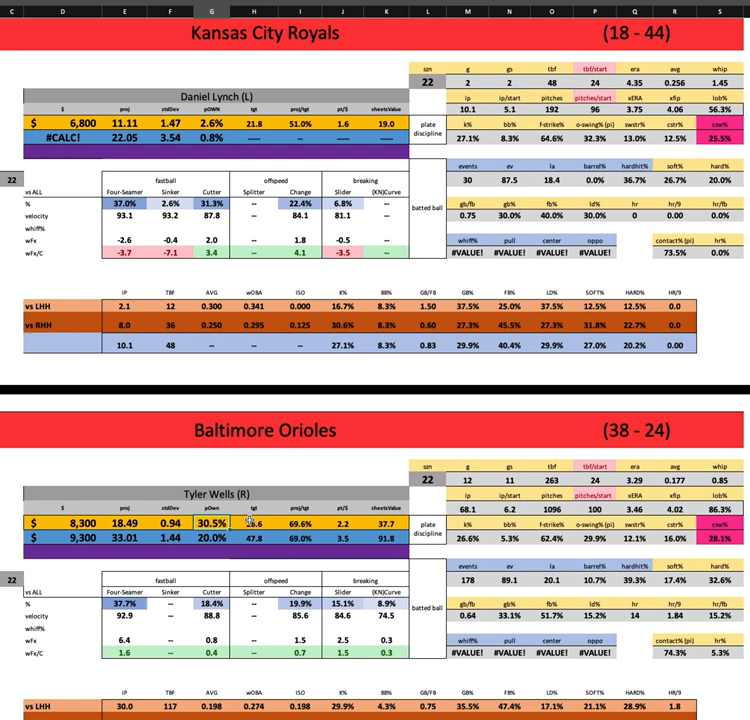 C D E F G H I J K L M N O P Q R S
Kansas City Royals (18 - 44)
szn g gs tbf tbf/start era avg whip
22 2 2 48 24 4.35 0.256 1.45
Daniel Lynch (L) ip ip/start pitches pitches/start xERA xfip lob%
$ proj stdDev pOWN tgt proj/tgt pt/$ sheetsValue 10.1 5.1 192 96 3.75 4.06 56.3%
$ 6,800 11.11 1.47 2.6% 21.8 51.0% 1.6 19.0 plate discipline k% bb% f-strike% o-swing% (pi) swstr% cstr% csw%
#CALC! 22.05 3.54 0.8% ---- ---- -- ---- 27.1% 8.3% 64.6% 32.3% 13.0% 12.5% 25.5%
events ev la barrel% hardhit% soft% hard%
22 fastball offspeed breaking batted ball 30 87.5 18.4 0.0% 36.7% 26.7% 20.0%
vs ALL Four-Seamer Sinker Cutter Splitter Change Slider (KN)Curve
% 37.0% 2.6% 31.3% -- 22.4% 6.8% -- gb/fb gb% fb% ld% hr hr/9 hr/fb
velocity 93.1 93.2 87.8 -- 84.1 81.1 -- 0.75 30.0% 40.0% 30.0% 0 0.00 0.0%
whiff%
wFx -2.6 -0.4 2.0 -- 1.8 -0.5 -- whiff% pull center oppo contact% (pi) hr%
wFx/C -3.7 -7.1 3.4 -- 4.1 -3.5 -- #VALUE! #VALUE! #VALUE! #VALUE! 73.5% 0.0%
IP TBF AVG wOBA ISO K% BB% GB/FB GB% FB% LD% SOFT% HARD% HR/9
vs LHH 2.1 12 0.300 0.341 0.000 16.7% 8.3% 1.50 37.5% 25.0% 37.5% 12.5% 12.5% 0.0
vs RHH 8.0 36 0.250 0.295 0.125 30.6% 8.3% 0.60 27.3% 45.5% 27.3% 31.8% 22.7% 0.0
10.1 48 -- -- -- 27.1% 8.3% 0.83 29.9% 40.4% 29.9% 27.0% 20.2% 0.00
Baltimore Orioles (38 - 24)
szn g gs tbf tbf/start era avg whip
22 12 11 263 24 3.29 0.177 0.85
Tyler Wells (R) ip ip/start pitches pitches/start xERA xfip lob%
$ proj stdDev pOwn tgt proj/tgt pt/$ sheetsValue 68.1 6.2 1096 100 3.46 4.02 86.3%
$ 8,300 18.49 0.94 30.5% 69.6% 2.2 37.7 plate discipline k% bb% f-strike% o-swing% (pi) swstr% cstr% csw%
$ 9,300 33.01 1.44 20.0% 47.8 69.0% 3.5 91.8 26.6% 5.3% 62.4% 29.9% 12.1% 16.0% 28.1%
events ev la barrel% hardhit% soft% hard%
22 fastball offspeed breaking batted ball 178 89.1 20.1 10.7% 39.3% 17.4% 32.6%
vs ALL Four-Seamer Sinker Cutter Splitter Change Slider (KN)Curve
% 37.7% -- 18.4% -- 19.9% 15.1% 8.9% gb/fb gb% fb% ld% hr hr/9 hr/fb
velocity 92.9 -- 88.8 -- 85.6 84.6 74.5 0.64 33.1% 51.7% 15.2% 14 1.84 15.2%
whiff%
wFx 6.4 -- 0.8 -- 1.5 2.5 0.3 whiff% pull center oppo contact% (pi) hr%
wFx/C 1.6 -- 0.4 -- 0.7 1.5 0.3 #VALUE! #VALUE! #VALUE! #VALUE! 74.3% 5.3%
IP TBF AVG wOBA ISO K% BB% GB/FB GB% FB% LD% SOFT% HARD% HR/9
vs LHH 30.0 117 0.198 0.274 0.198 29.9% 4.3% 0.75 35.5% 47.4% 17.1% 21.1% 28.9% 1.8